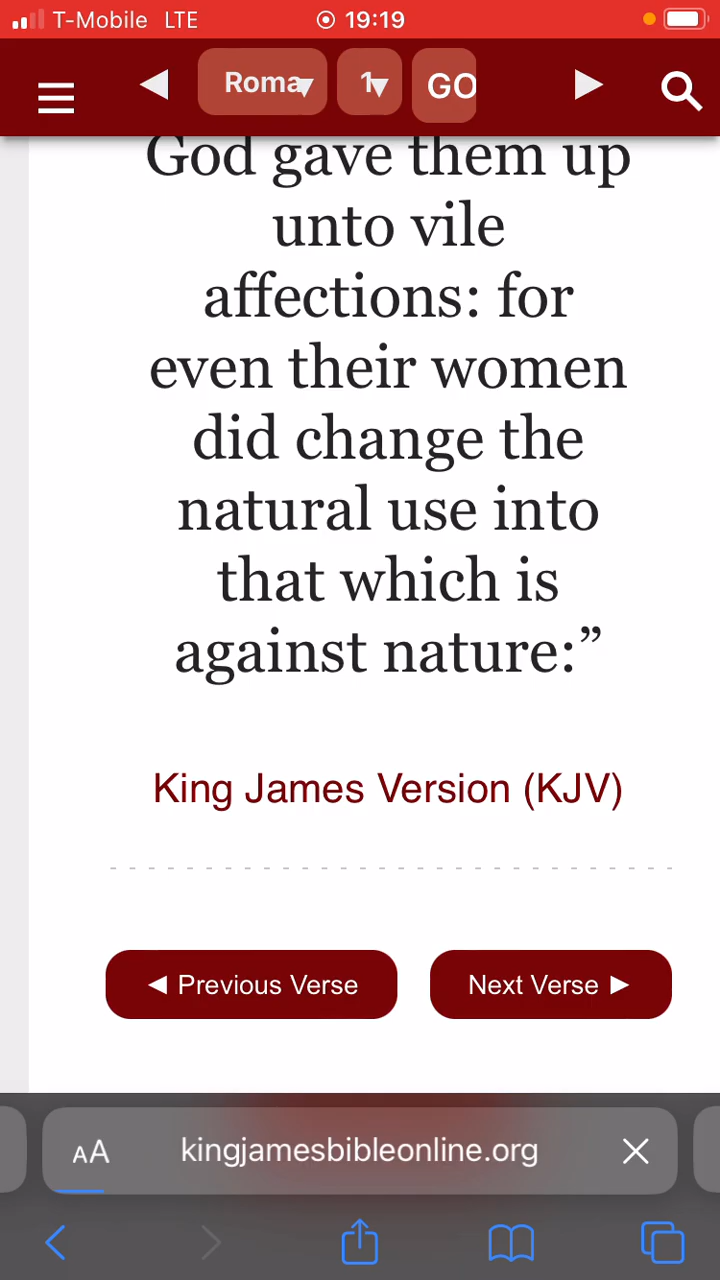 T-Mobile LTE 19:19
Roma 1 GO
God gave them up
unto vile
affections: for
even their women
did change the
natural use into
that which is
against nature:”
King James Version (KJV)
◄ Previous Verse Next Verse ►
AA kingjamesbibleonline.org